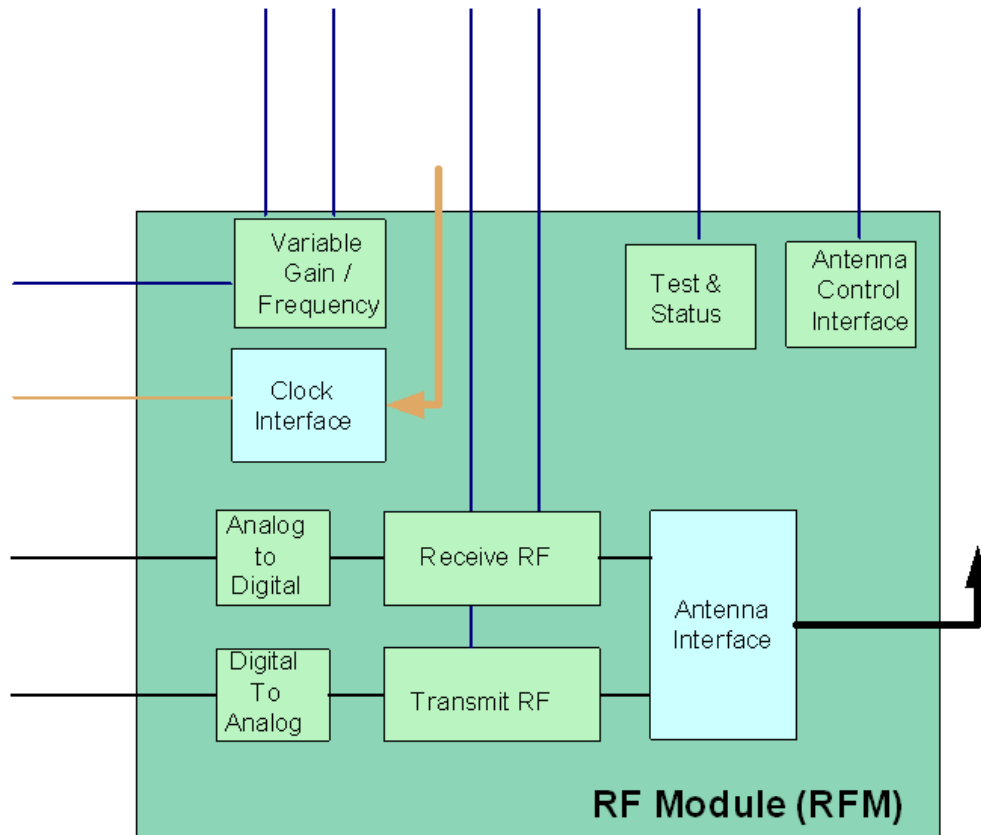 Variable
Gain /
Frequency
Test &
Status
Antenna
Control
Interface
Clock
Interface
Analog
to
Digital
Receive RF
Antenna
Interface
Digital
To
Analog
Transmit RF
RF Module (RFM)